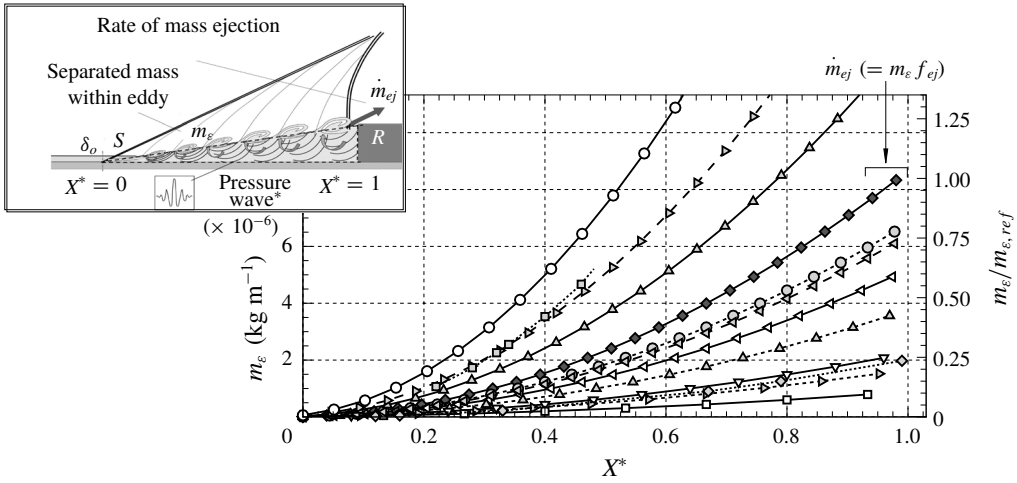 Rate of mass ejection
Separated mass
within eddy
ṁ_ej
m_ε
δ_o
S
R
X* = 0
Pressure
wave*
X* = 1
ṁ_ej (= m_ε f_ej)
(× 10⁻⁶)
6
4
2
0
m_ε (kg m⁻¹)
0.2
0.4
0.6
0.8
1.0
X*
1.25
1.00
0.75
0.50
0.25
0
m_ε/m_ε,ref